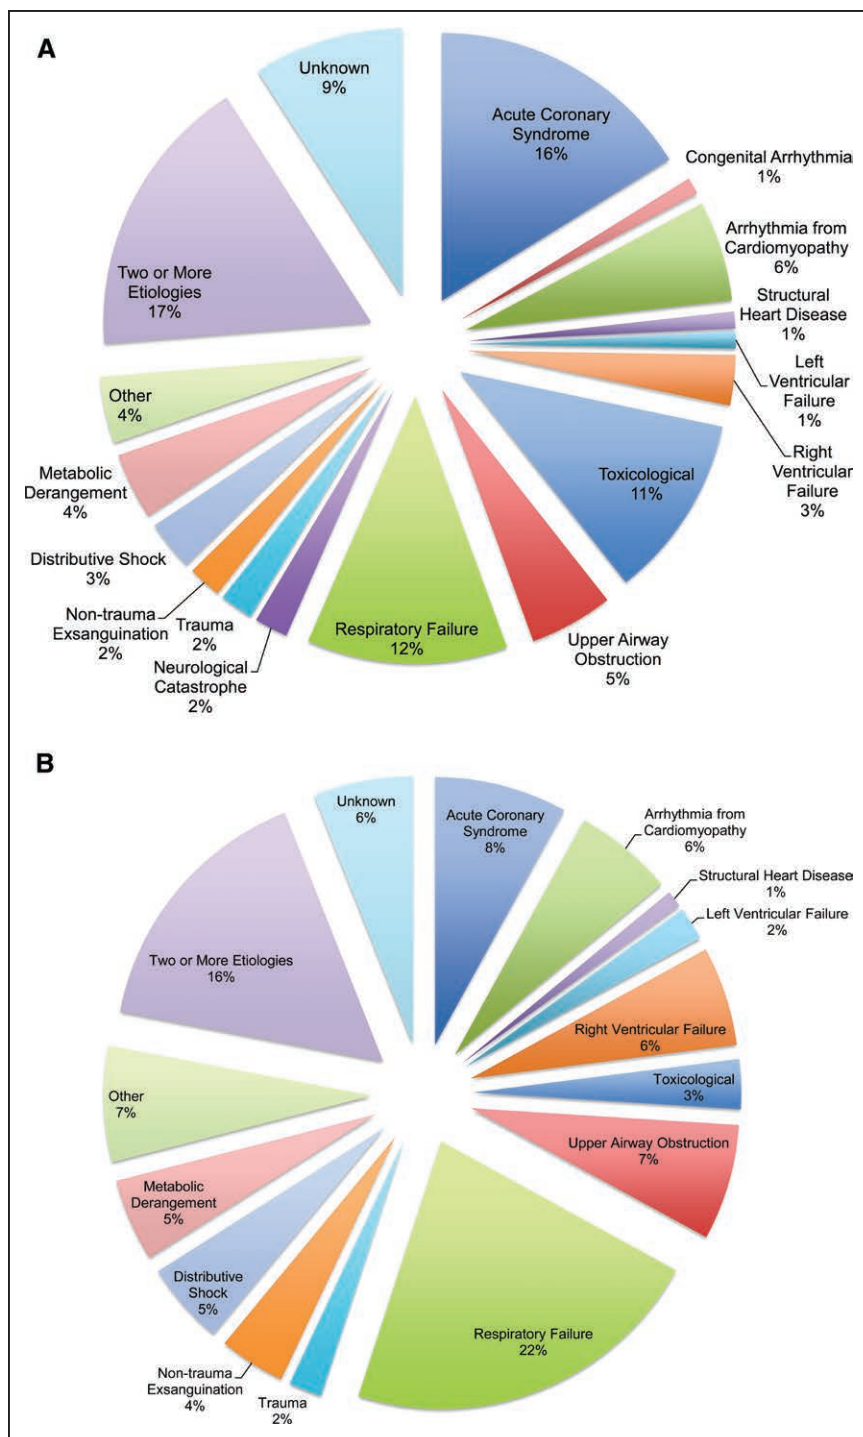 A
Unknown
9%
Acute Coronary
Syndrome
16%
Congenital Arrhythmia
1%
Arrhythmia from
Cardiomyopathy
6%
Structural
Heart Disease
1%
Left
Ventricular
Failure
1%
Right
Ventricular
Failure
3%
Toxicological
11%
Upper Airway
Obstruction
5%
Respiratory Failure
12%
Neurological
Catastrophe
2%
Trauma
2%
Non-trauma
Exsanguination
2%
Distributive Shock
3%
Metabolic
Derangement
4%
Other
4%
Two or More
Etiologies
17%
B
Unknown
6%
Acute Coronary
Syndrome
8%
Arrhythmia from
Cardiomyopathy
6%
Structural Heart Disease
1%
Left Ventricular Failure
2%
Right Ventricular Failure
6%
Toxicological
3%
Upper Airway Obstruction
7%
Respiratory Failure
22%
Trauma
2%
Non-trauma
Exsanguination
4%
Distributive
Shock
5%
Metabolic
Derangement
5%
Other
7%
Two or More Etiologies
16%